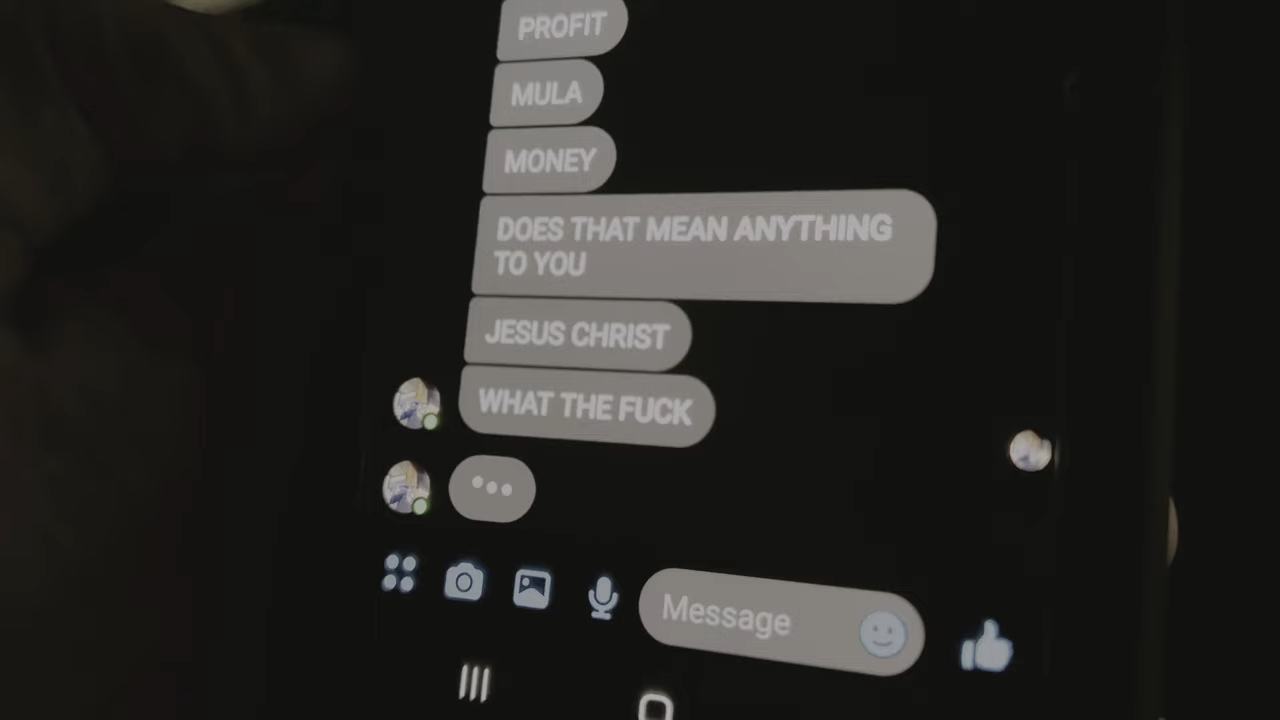 PROFIT
MULA
MONEY
DOES THAT MEAN ANYTHING
TO YOU
JESUS CHRIST
WHAT THE FUCK
Message